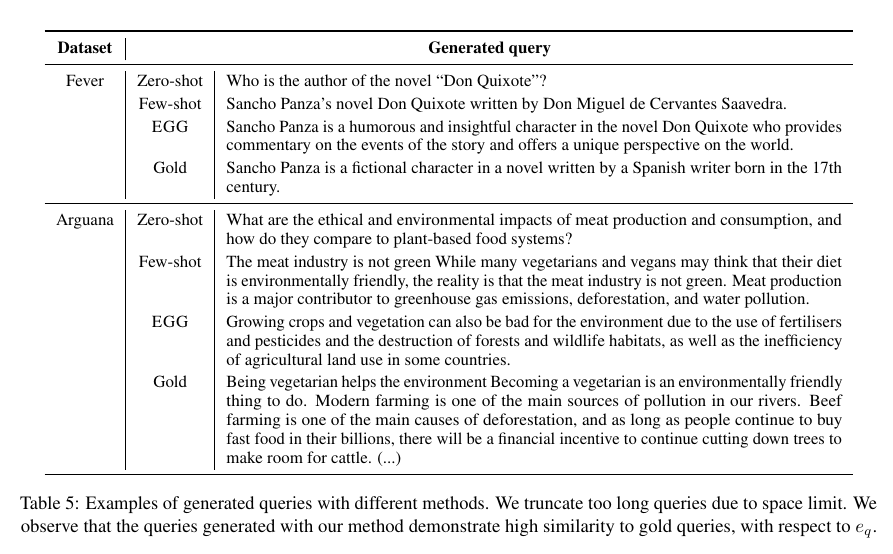 Dataset Generated query
Fever Zero-shot Who is the author of the novel “Don Quixote”?
Few-shot Sancho Panza’s novel Don Quixote written by Don Miguel de Cervantes Saavedra.
EGG Sancho Panza is a humorous and insightful character in the novel Don Quixote who provides
commentary on the events of the story and offers a unique perspective on the world.
Gold Sancho Panza is a fictional character in a novel written by a Spanish writer born in the 17th
century.
Arguana Zero-shot What are the ethical and environmental impacts of meat production and consumption, and
how do they compare to plant-based food systems?
Few-shot The meat industry is not green While many vegetarians and vegans may think that their diet
is environmentally friendly, the reality is that the meat industry is not green. Meat production
is a major contributor to greenhouse gas emissions, deforestation, and water pollution.
EGG Growing crops and vegetation can also be bad for the environment due to the use of fertilisers
and pesticides and the destruction of forests and wildlife habitats, as well as the inefficiency
of agricultural land use in some countries.
Gold Being vegetarian helps the environment Becoming a vegetarian is an environmentally friendly
thing to do. Modern farming is one of the main sources of pollution in our rivers. Beef
farming is one of the main causes of deforestation, and as long as people continue to buy
fast food in their billions, there will be a financial incentive to continue cutting down trees to
make room for cattle. (...)
Table 5: Examples of generated queries with different methods. We truncate too long queries due to space limit. We
observe that the queries generated with our method demonstrate high similarity to gold queries, with respect to e_q.